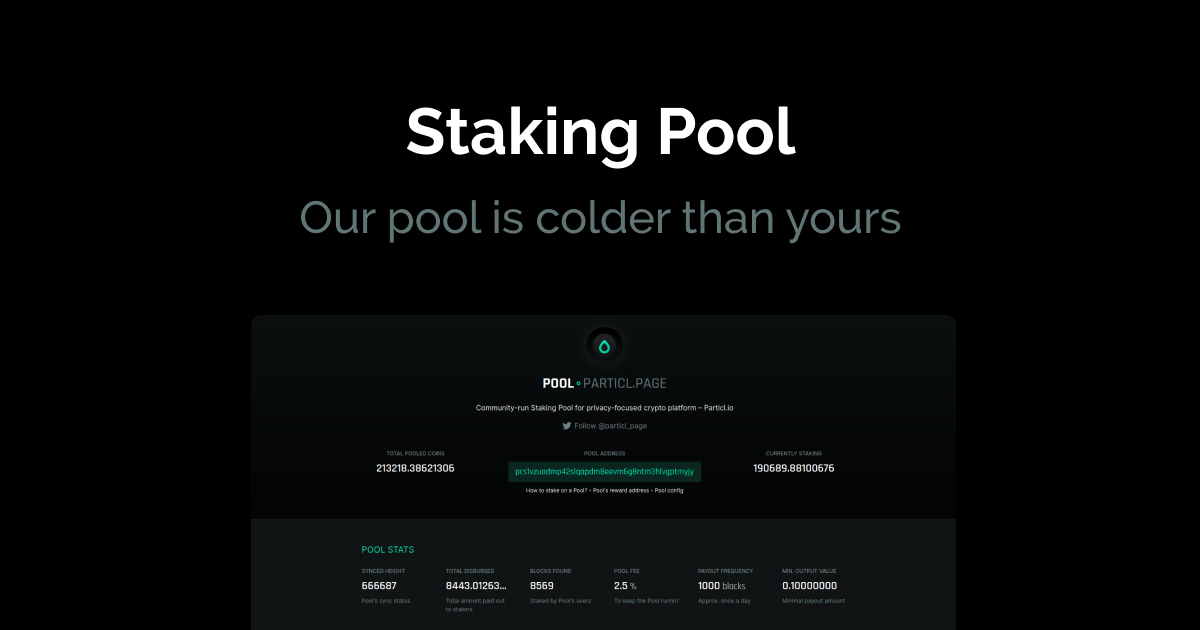 Staking Pool
Our pool is colder than yours
POOL PARTICL.PAGE
Community-run Staking Pool for privacy-focused crypto platform – Particl.io
Follow @particl_page
TOTAL POOLED COINS
213218.38621306
POOL ADDRESS
pcs1vzuadmp42slqapdm8eevm6g8ntm3hlvgptmyjy
How to stake on a Pool? • Pool's reward address • Pool config
CURRENTLY STAKING
190689.88100676
POOL STATS
SYNCED HEIGHT
666687
Pool's sync status
TOTAL DISBURSED
8443.01263...
Total amount paid out
to stakers
BLOCKS FOUND
8569
Staked by Pool's users
POOL FEE
2.5 %
To keep the Pool runnin'
PAYOUT FREQUENCY
1000 blocks
Approx. once a day
MIN. OUTPUT VALUE
0.10000000
Minimal payout amount